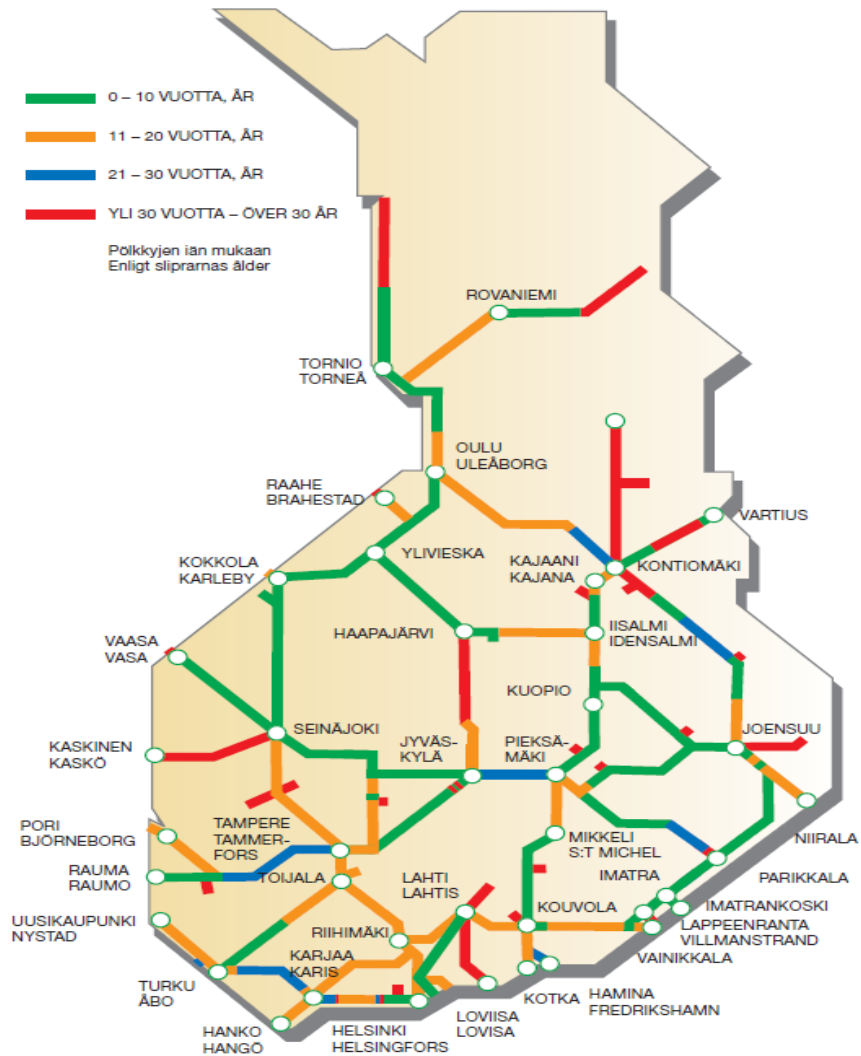 0 – 10 VUOTTA, ÅR
11 – 20 VUOTTA, ÅR
21 – 30 VUOTTA, ÅR
YLI 30 VUOTTA – ÖVER 30 ÅR
Pölkkyjen iän mukaan
Enligt sliprarnas ålder
ROVANIEMI
TORNIO
TORNEÅ
OULU
ULEÅBORG
RAAHE
BRAHESTAD
VARTIUS
YLIVIESKA
KOKKOLA
KARLEBY
KAJAANI
KAJANA
KONTIOMÄKI
HAAPAJÄRVI
IISALMI
IDENSALMI
VAASA
VASA
KUOPIO
SEINÄJOKI
JOENSUU
KASKINEN
KASKÖ
JYVÄS-
KYLÄ
PIEKSÄ-
MÄKI
TAMPERE
TAMMER-
FORS
PORI
BJÖRNEBORG
NIIRALA
MIKKELI
S:T MICHEL
RAUMA
RAUMO
TOIJALA
LAHTI
LAHTIS
IMATRA
PARIKKALA
UUSIKAUPUNKI
NYSTAD
KOUVOLA
IMATRANKOSKI
RIIHIMÄKI
LAPPEENRANTA
VILLMANSTRAND
KARJAA
KARIS
VAINIKKALA
TURKU
ÅBO
KOTKA
HAMINA
FREDRIKSHAMN
LOVIISA
LOVISA
HANKO
HANGÖ
HELSINKI
HELSINGFORS